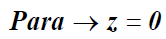 Para → z = 0